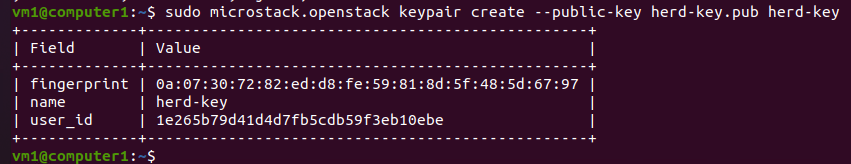 vm1@computer1:~$ sudo microstack.openstack keypair create --public-key herd-key.pub herd-key
+-------------+-------------------------------------------------+
| Field       | Value                                           |
+-------------+-------------------------------------------------+
| fingerprint | 0a:07:30:72:82:ed:d8:fe:59:81:8d:5f:48:5d:67:97 |
| name        | herd-key                                        |
| user_id     | 1e265b79d41d4d7fb5cdb59f3eb10ebe                |
+-------------+-------------------------------------------------+
vm1@computer1:~$